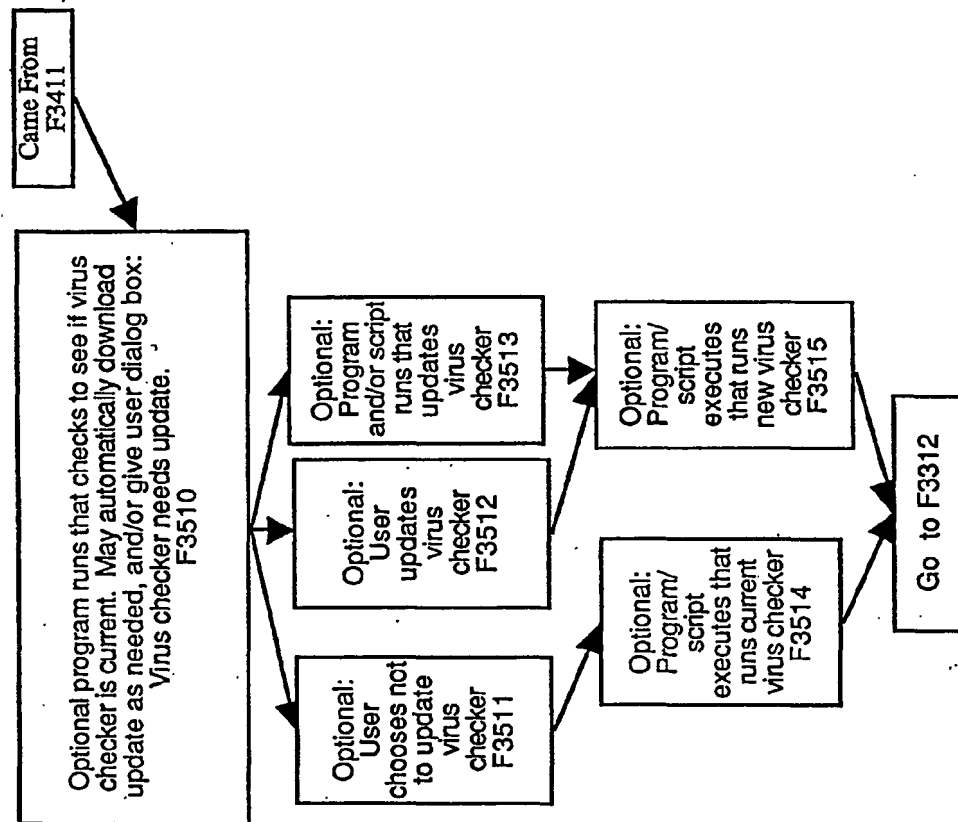 Came From
F3411
Optional program runs that checks to see if virus
checker is current. May automatically download
update as needed, and/or give user dialog box:
Virus checker needs update.
F3510
Optional:
User
chooses not
to update
virus
checker
F3511
Optional:
User
updates
virus
checker
F3512
Optional:
Program
and/or script
runs that
updates
virus
checker
F3513
Optional:
Program/
script
executes that
runs current
virus checker
F3514
Optional:
Program/
script
executes
that runs
new virus
checker
F3515
Go to F3312